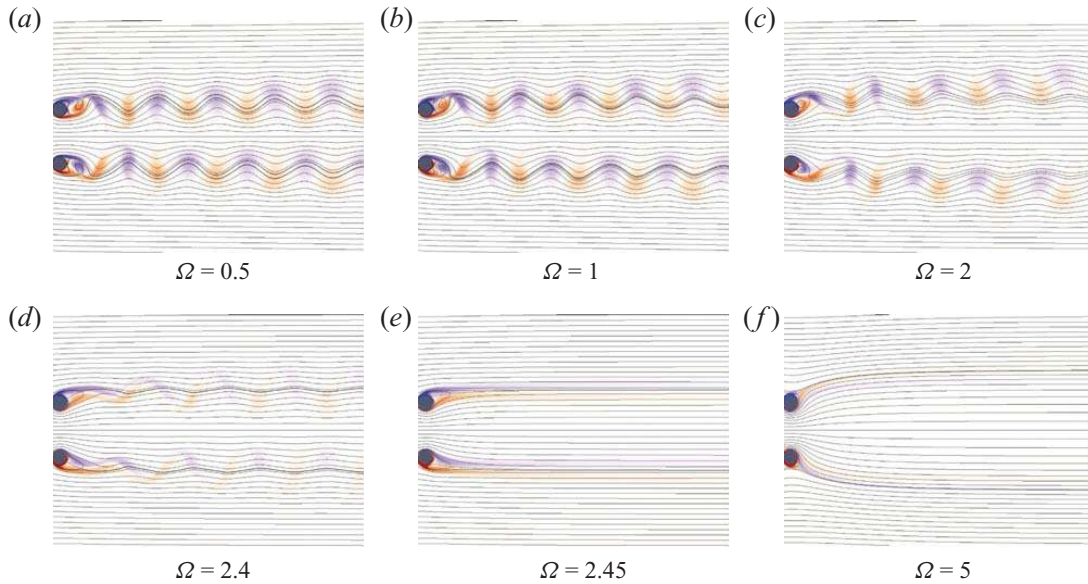 (a)
(b)
(c)
Ω = 0.5
Ω = 1
Ω = 2
(d)
(e)
(f)
Ω = 2.4
Ω = 2.45
Ω = 5